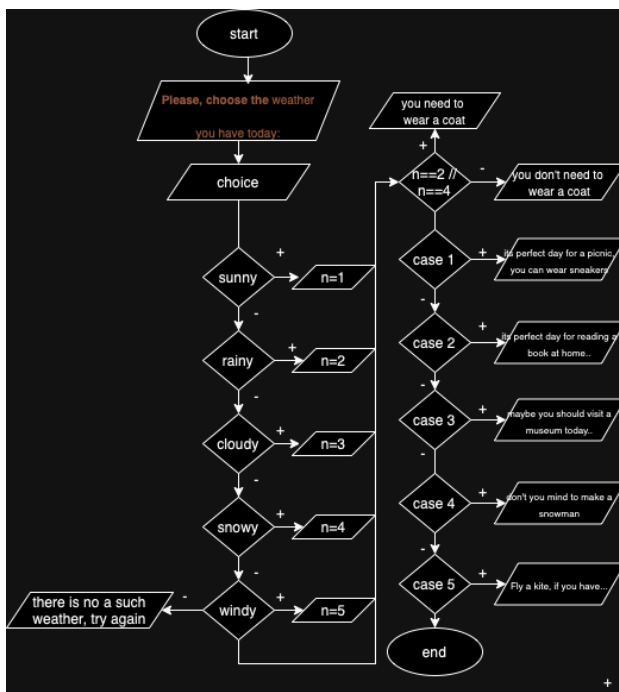 start
Please, choose the weather
you have today:
choice
sunny
+
n=1
-
rainy
+
n=2
-
cloudy
+
n=3
-
snowy
+
n=4
-
windy
+
n=5
-
there is no a such
weather, try again
you need to
wear a coat
+
n==2 //
n==4
-
you don't need to
wear a coat
case 1
+
its perfect day for a picnic,
you can wear sneakers
-
case 2
+
its perfect day for reading a
book at home..
-
case 3
+
maybe you should visit a
museum today..
-
case 4
+
don't you mind to make a
snowman
-
case 5
+
Fly a kite, if you have...
end
+